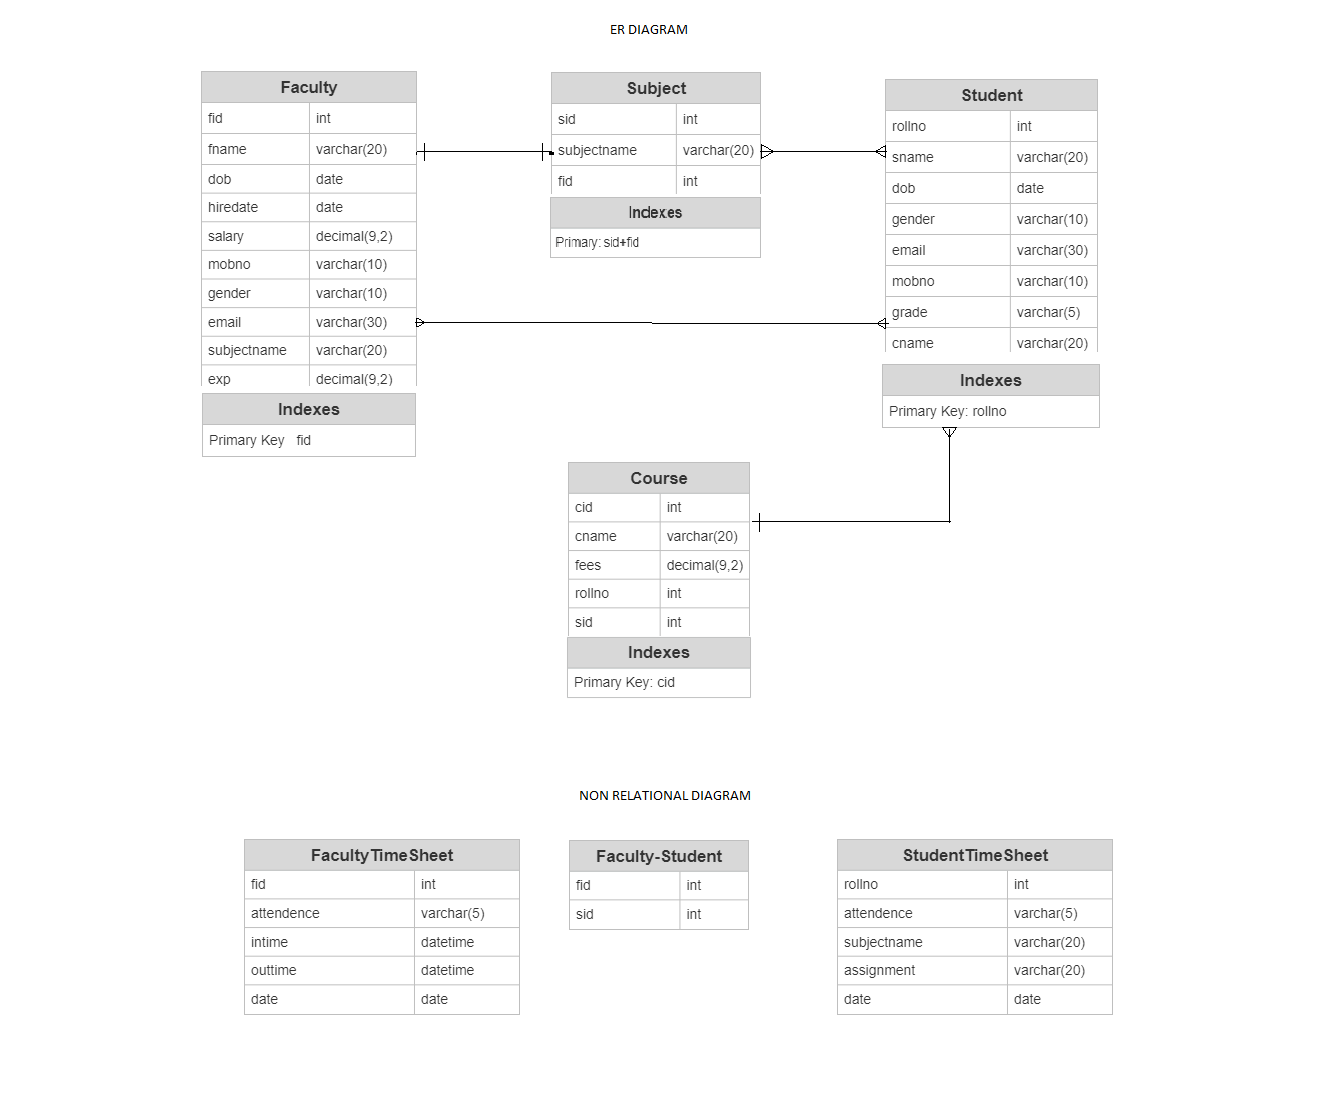 ER DIAGRAM
Faculty
fid int
fname varchar(20)
dob date
hiredate date
salary decimal(9,2)
mobno varchar(10)
gender varchar(10)
email varchar(30)
subjectname varchar(20)
exp decimal(9,2)
Indexes
Primary Key fid
Subject
sid int
subjectname varchar(20)
fid int
Indexes
Primary: sid+fid
Student
rollno int
sname varchar(20)
dob date
gender varchar(10)
email varchar(30)
mobno varchar(10)
grade varchar(5)
cname varchar(20)
Indexes
Primary Key: rollno
Course
cid int
cname varchar(20)
fees decimal(9,2)
rollno int
sid int
Indexes
Primary Key: cid
NON RELATIONAL DIAGRAM
FacultyTimeSheet
fid int
attendence varchar(5)
intime datetime
outtime datetime
date date
Faculty-Student
fid int
sid int
StudentTimeSheet
rollno int
attendence varchar(5)
subjectname varchar(20)
assignment varchar(20)
date date